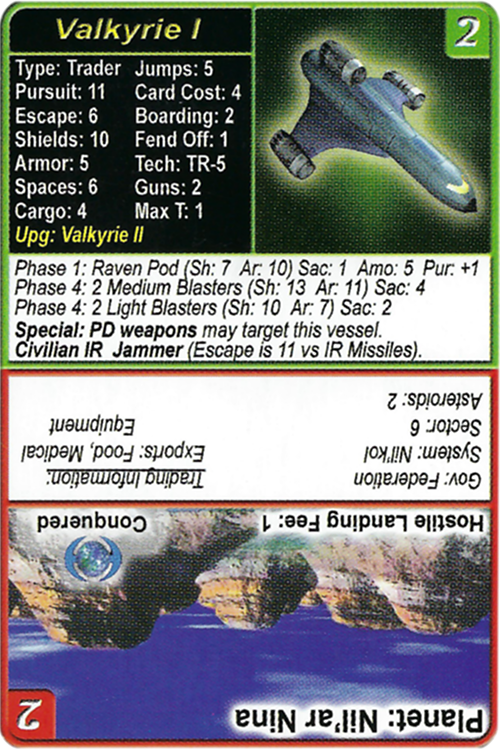 Valkyrie I
2
Type: Trader Jumps: 5
Pursuit: 11 Card Cost: 4
Escape: 6 Boarding: 2
Shields: 10 Fend Off: 1
Armor: 5 Tech: TR-5
Spaces: 6 Guns: 2
Cargo: 4 Max T: 1
Upg: Valkyrie II
Phase 1: Raven Pod (Sh: 7 Ar: 10) Sac: 1 Amo: 5 Pur: +1
Phase 4: 2 Medium Blasters (Sh: 13 Ar: 11) Sac: 4
Phase 4: 2 Light Blasters (Sh: 10 Ar: 7) Sac: 2
Special: PD weapons may target this vessel.
Civilian IR Jammer (Escape is 11 vs IR Missiles).
Planet: Nil'ar Nina
2
Hostile Landing Fee: 1
Conquered
Gov: Federation
System: Nil'kol
Sector: 6
Asteroids: 2
Trading Information:
Exports: Food, Medical
Equipment